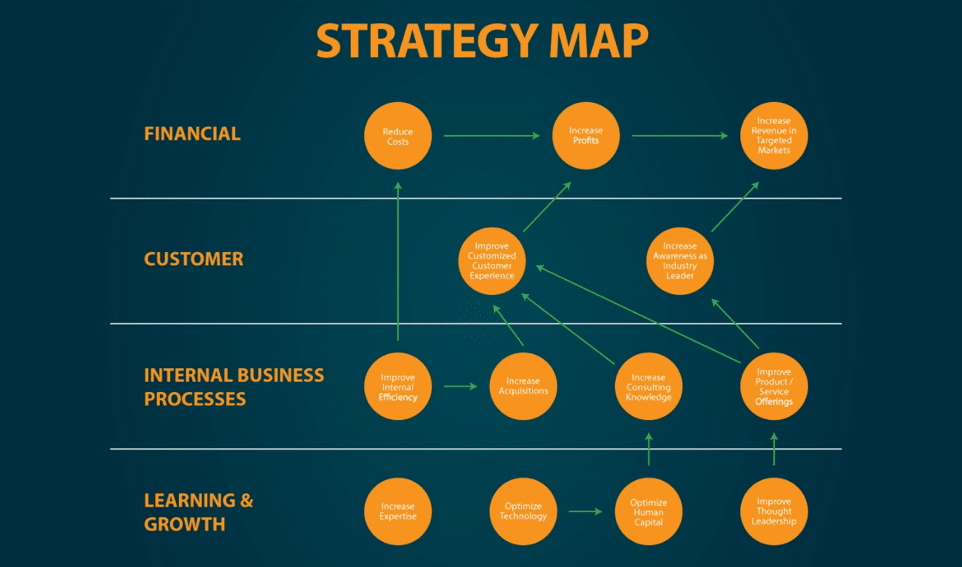 STRATEGY MAP
FINANCIAL
Reduce
Costs
Increase
Profits
Increase
Revenue in
Targeted
Markets
CUSTOMER
Improve
Customized
Customer
Experience
Increase
Awareness as
Industry
Leader
INTERNAL BUSINESS
PROCESSES
Improve
Internal
Efficiency
Increase
Acquisitions
Increase
Consulting
Knowledge
Improve
Product /
Service
Offerings
LEARNING &
GROWTH
Increase
Expertise
Optimize
Technology
Optimize
Human
Capital
Improve
Thought
Leadership